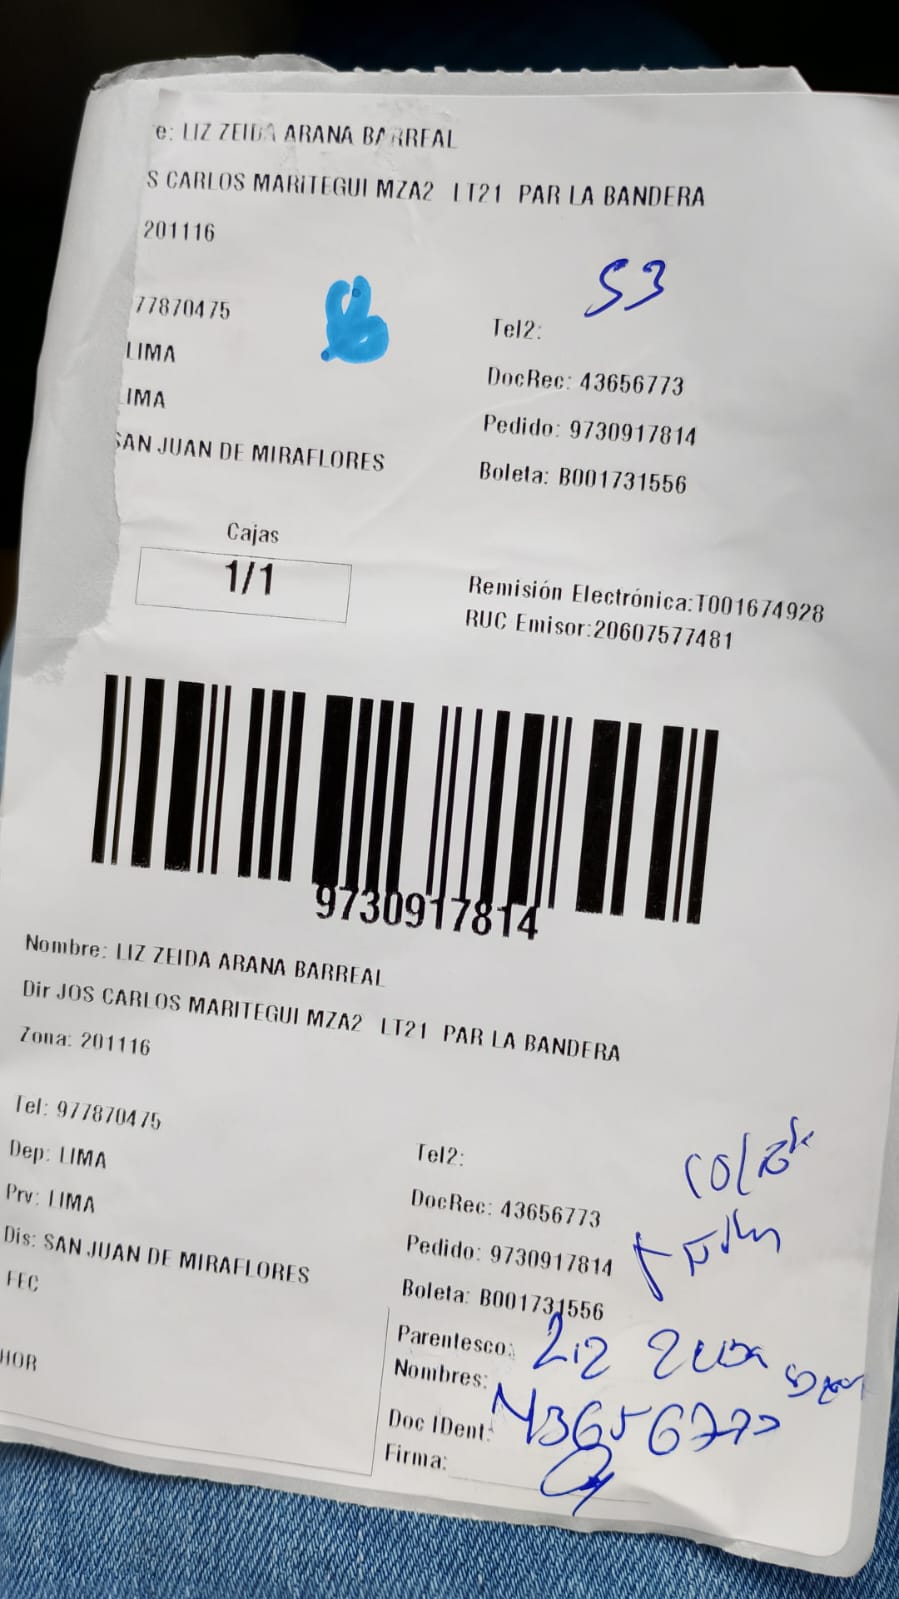 e: LIZ ZEIDA ARANA BARREAL
S CARLOS MARITEGUI MZA2 LT21 PAR LA BANDERA
201116
S3
77870475
Tel2:
LIMA
DocRec: 43656773
IMA
Pedido: 9730917814
SAN JUAN DE MIRAFLORES
Boleta: B001731556
Cajas
1/1
Remisión Electrónica:T001674928
RUC Emisor:20607577481
9730917814
Nombre: LIZ ZEIDA ARANA BARREAL
Dir JOS CARLOS MARITEGUI MZA2 LT21 PAR LA BANDERA
Zona: 201116
Tel: 977870475
Tel2:
Dep: LIMA
DocRec: 43656773
Prv: LIMA
Pedido: 9730917814
Dis: SAN JUAN DE MIRAFLORES
Boleta: B001731556
FEC
Parentesco:
HOR
Nombres: Liz
Doc IDent: 43656773
Firma: